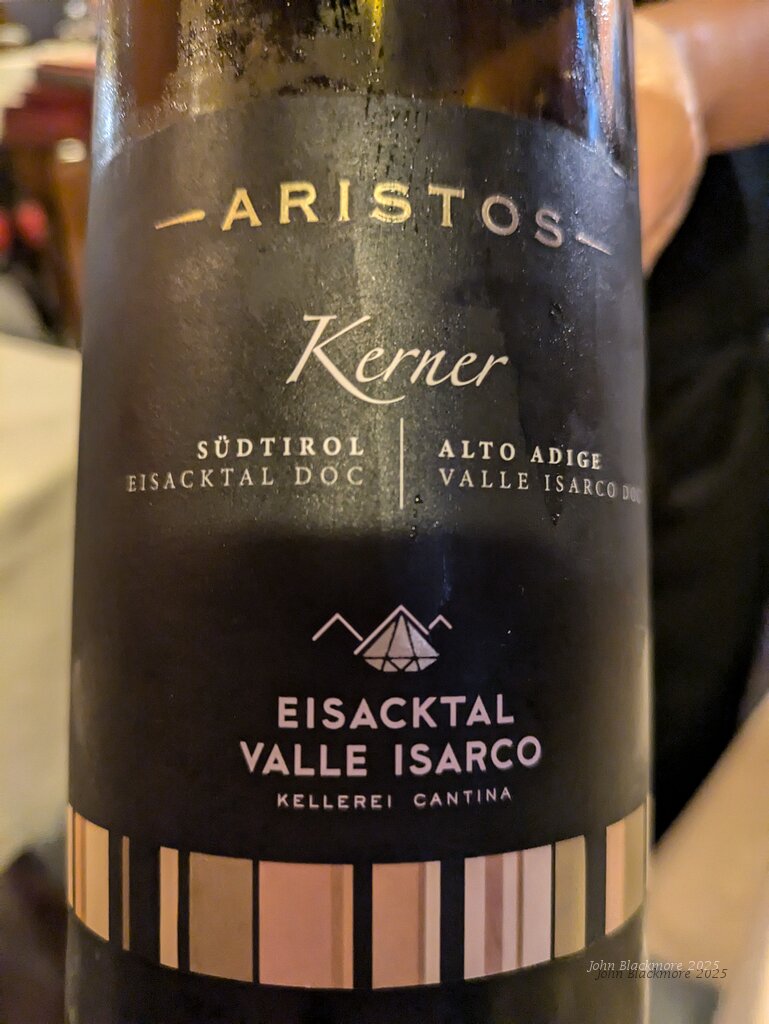 ARISTOS
Kerner
SÜDTIROL
EISACKTAL DOC
ALTO ADIGE
VALLE ISARCO DOC
EISACKTAL
VALLE ISARCO
KELLEREI CANTINA
John Blackmore 2025
John Blackmore 2025